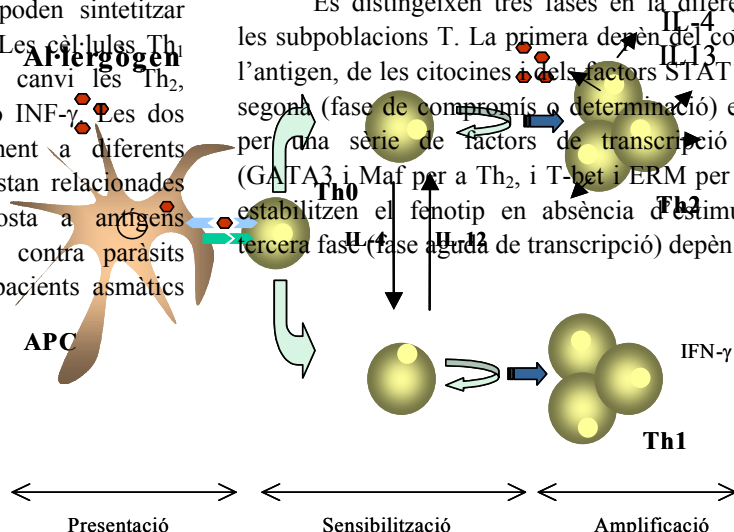 poden sintetitzar
Les cèl·lules Th1
canvi les Th2,
INF-γ. Les dos
ment a diferents
stan relacionades
osta a antígens
contra paràsits
pacients asmàtics
Es distingeixen tres fases en la difere
les subpoblacions T. La primera depèn del co
l'antigen, de les citocines i dels factors STAT
segona (fase de compromís o determinació) e
per una sèrie de factors de transcripció
(GATA3 i Maf per a Th2, i T-bet i ERM per
estabilitzen el fenotip en absència d'estimu
tercera fase (fase aguda de transcripció) depèn
Al·lergògen
IL-4
IL13
Th0
Th2
IL-4
IL-12
APC
IFN-γ
Th1
Presentació
Sensibilització
Amplificació